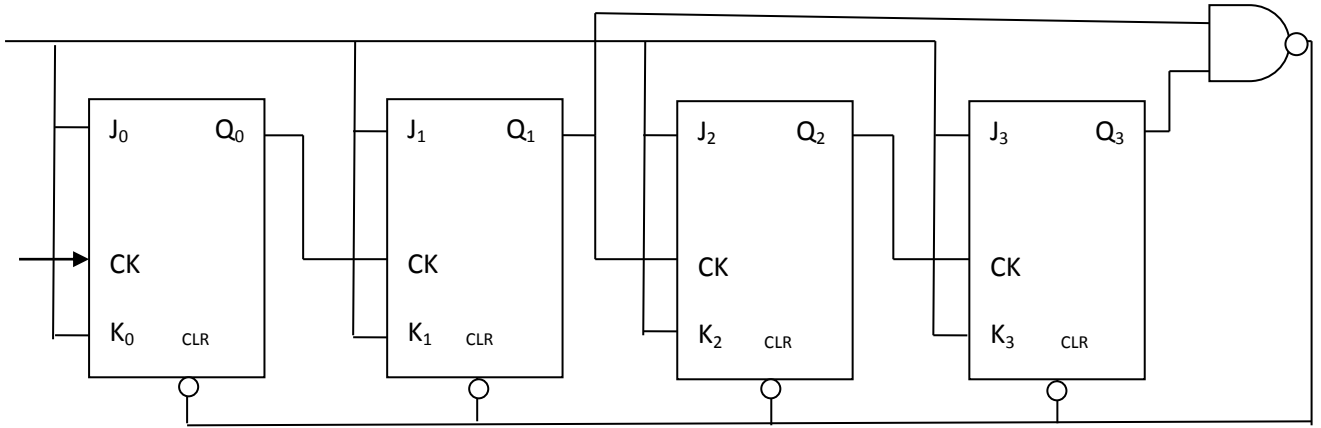 J₀ Q₀ J₁ Q₁ J₂ Q₂ J₃ Q₃
CK CK CK CK
K₀ CLR K₁ CLR K₂ CLR K₃ CLR